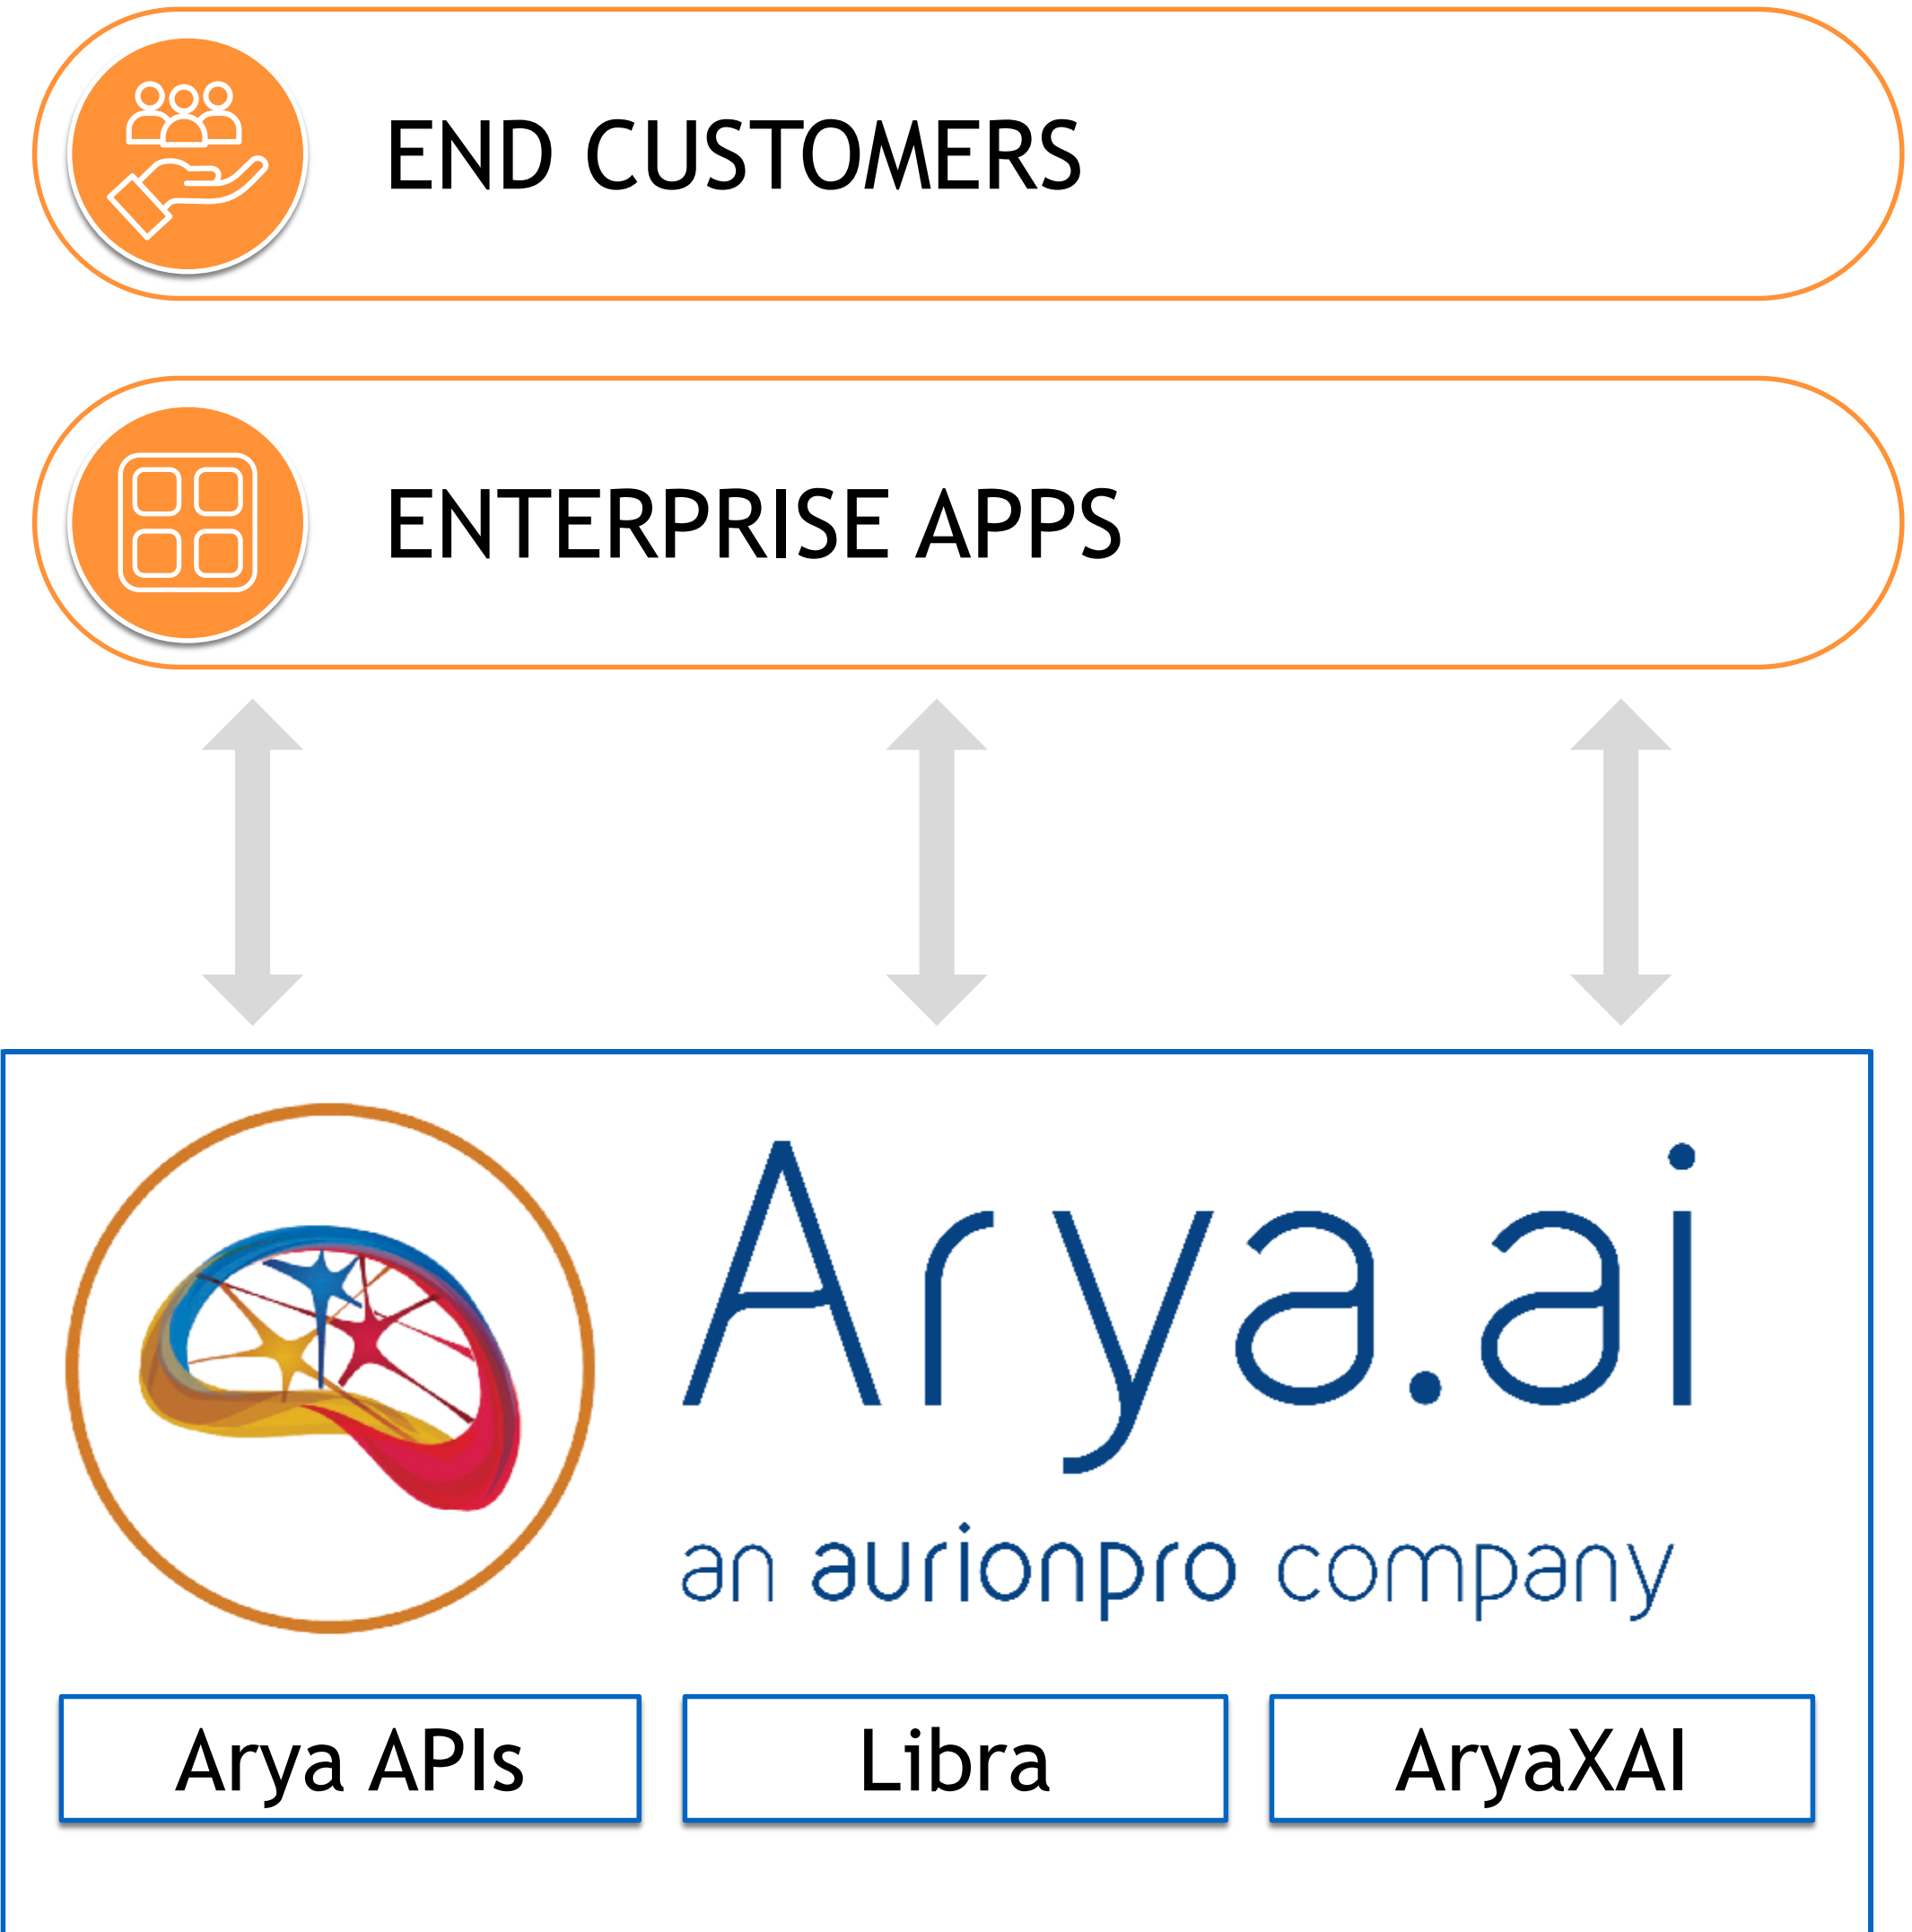 END CUSTOMERS
ENTERPRISE APPS
Arya.ai
an aurionpro company
Arya APIs
Libra
AryaXAI